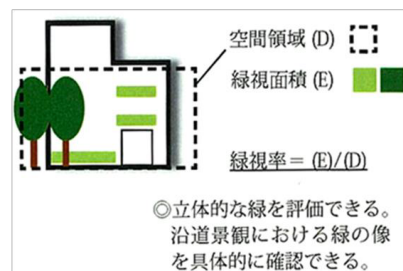 空間領域 (D)
緑視面積 (E)
緑視率= (E)/(D)
◎立体的な緑を評価できる。
沿道景観における緑の像
を具体的に確認できる。